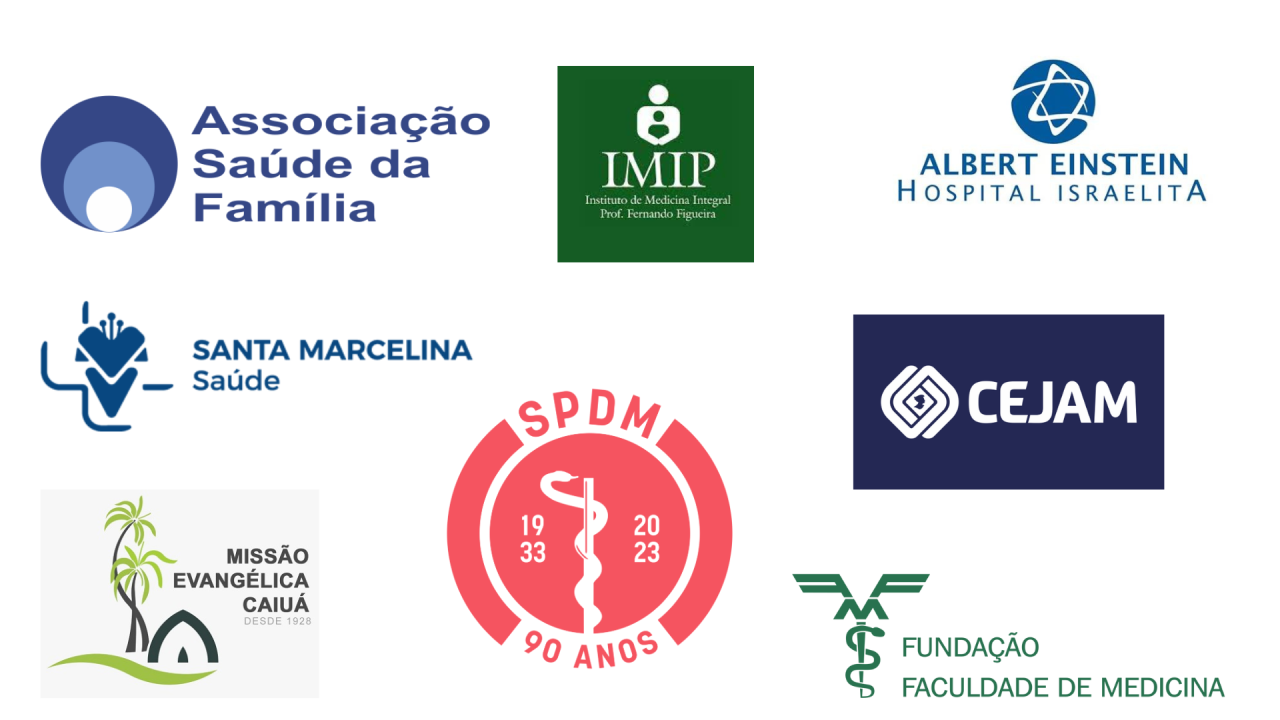 Associação
Saúde da
Família
IMIP
Instituto de Medicina Integral
Prof. Fernando Figueira
ALBERT EINSTEIN
HOSPITAL ISRAELITA
SANTA MARCELINA
Saúde
CEJAM
SPDM
19
33
20
23
90 ANOS
MISSÃO
EVANGÉLICA
CAIUÁ
DESDE 1928
FUNDAÇÃO
FACULDADE DE MEDICINA